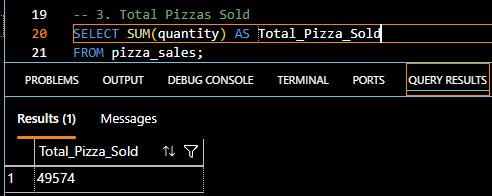 19 -- 3. Total Pizzas Sold
20 SELECT SUM(quantity) AS Total_Pizza_Sold
21 FROM pizza_sales;
PROBLEMS OUTPUT DEBUG CONSOLE TERMINAL PORTS QUERY RESULTS
Results (1) Messages
Total_Pizza_Sold
1 49574